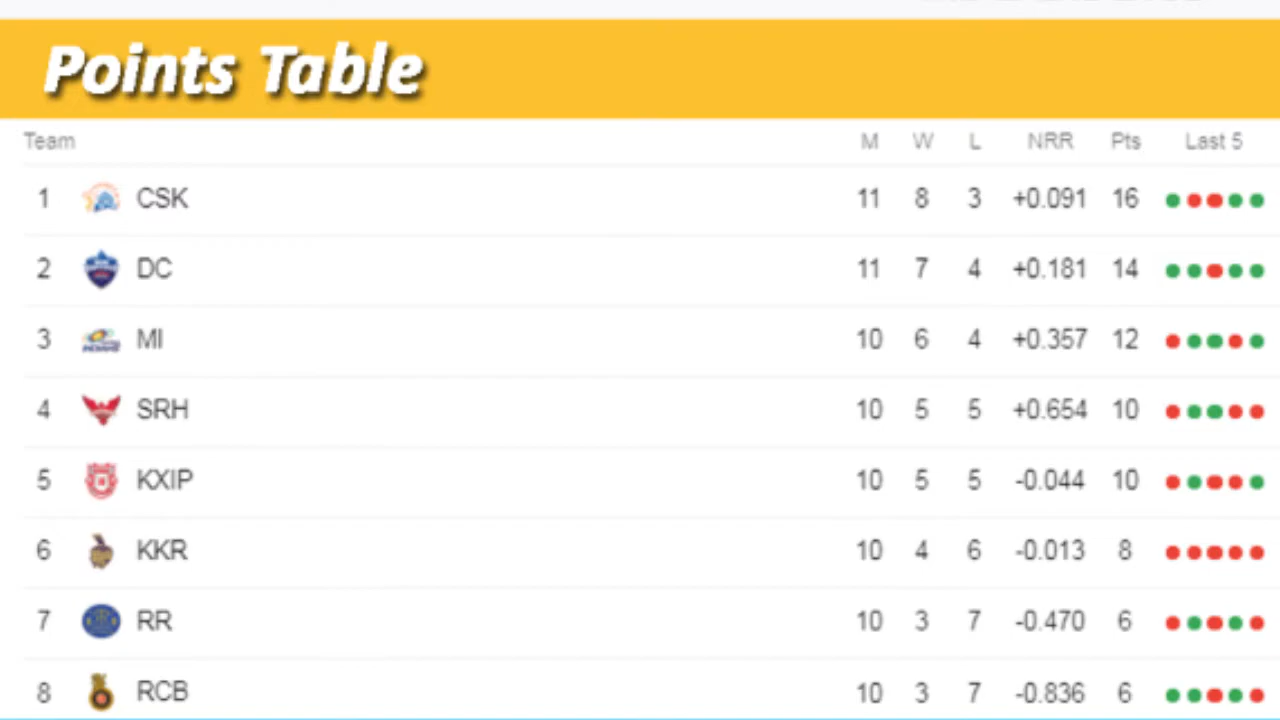 Points Table
Team M W L NRR Pts Last 5
1 CSK 11 8 3 +0.091 16
2 DC 11 7 4 +0.181 14
3 MI 10 6 4 +0.357 12
4 SRH 10 5 5 +0.654 10
5 KXIP 10 5 5 -0.044 10
6 KKR 10 4 6 -0.013 8
7 RR 10 3 7 -0.470 6
8 RCB 10 3 7 -0.836 6